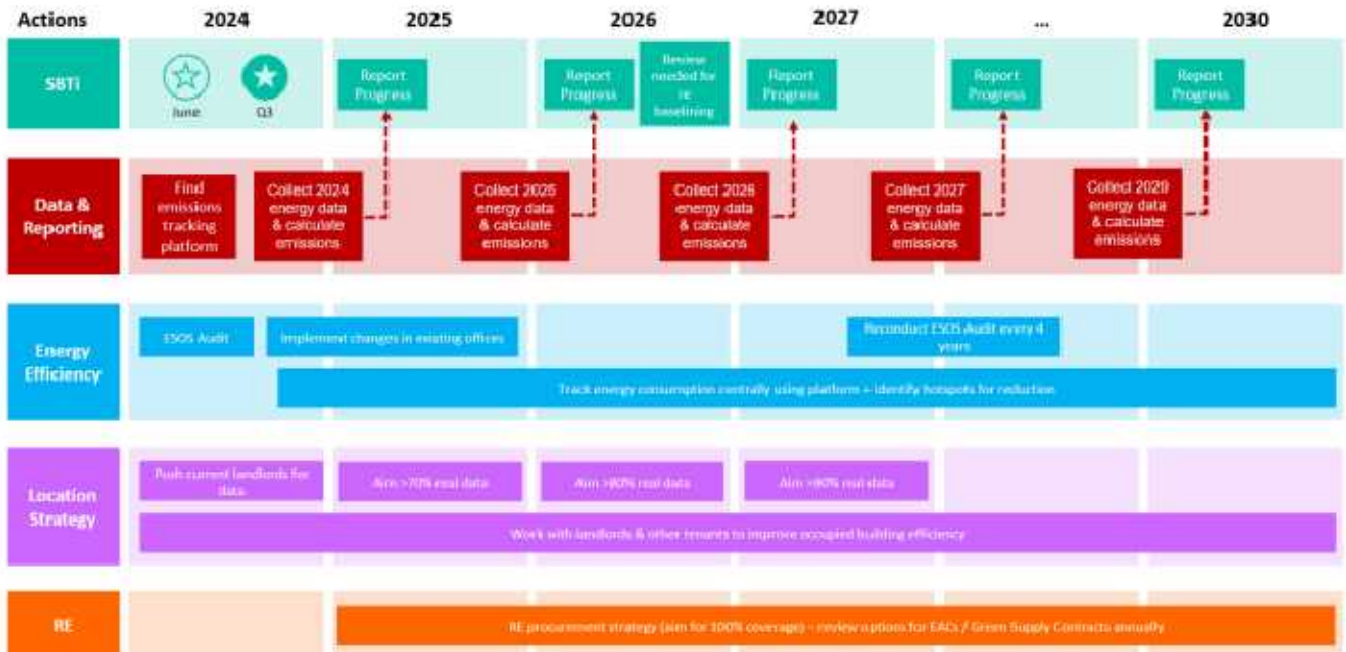 Actions 2024 2025 2026 2027 ... 2030
SBTi
June
Q3
Report
Progress
Report
Progress
Review
needed for
re
baselining
Report
Progress
Report
Progress
Report
Progress
Data &
Reporting
Find
emissions
tracking
platform
Collect 2024
energy data
& calculate
emissions
Collect 2025
energy data
& calculate
emissions
Collect 2026
energy data
& calculate
emissions
Collect 2027
energy data
& calculate
emissions
Collect 2029
energy data
& calculate
emissions
Energy
Efficiency
ESOS Audit
Implement changes in existing offices
Reconduct ESOS Audit every 4
years
Track energy consumption centrally using platform + identify hotspots for reduction
Location
Strategy
Push current landlords for
data
Aim >70% real data
Aim >80% real data
Aim >90% real data
Work with landlords & other tenants to improve occupied building efficiency
RE
RE procurement strategy (aim for 100% coverage) – review options for EACs / Green Supply Contracts annually